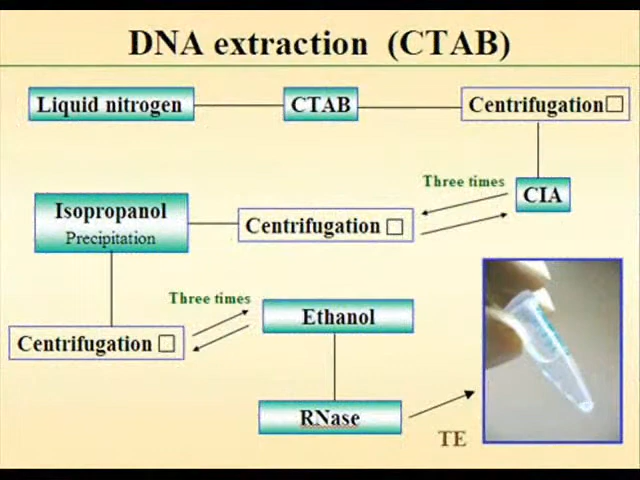 DNA extraction (CTAB)
Liquid nitrogen
CTAB
Centrifugation □
Three times
CIA
Centrifugation □
Isopropanol
Precipitation
Three times
Centrifugation □
Ethanol
RNase
TE